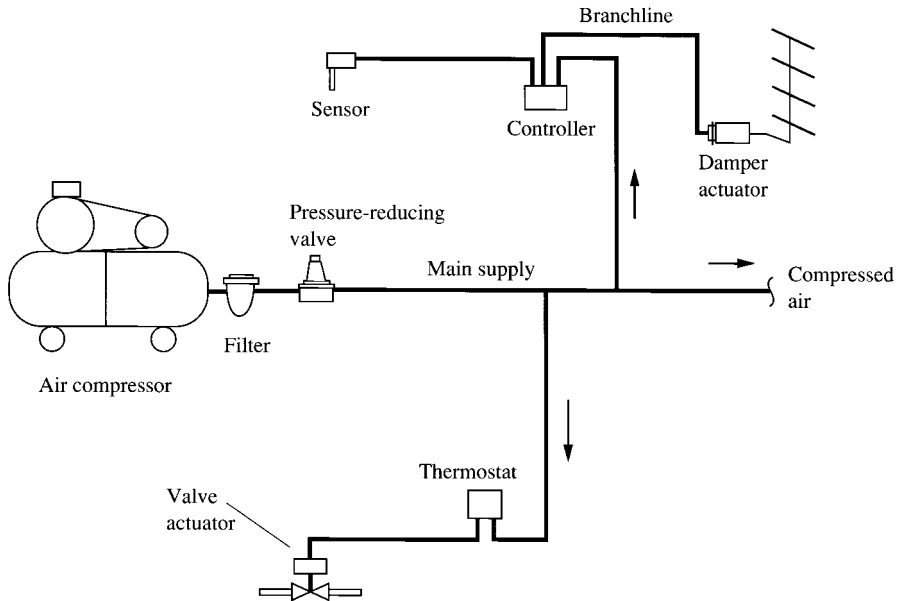 Branchline
Sensor
Controller
Damper
actuator
Pressure-reducing
valve
Main supply
Compressed
air
Filter
Air compressor
Thermostat
Valve
actuator